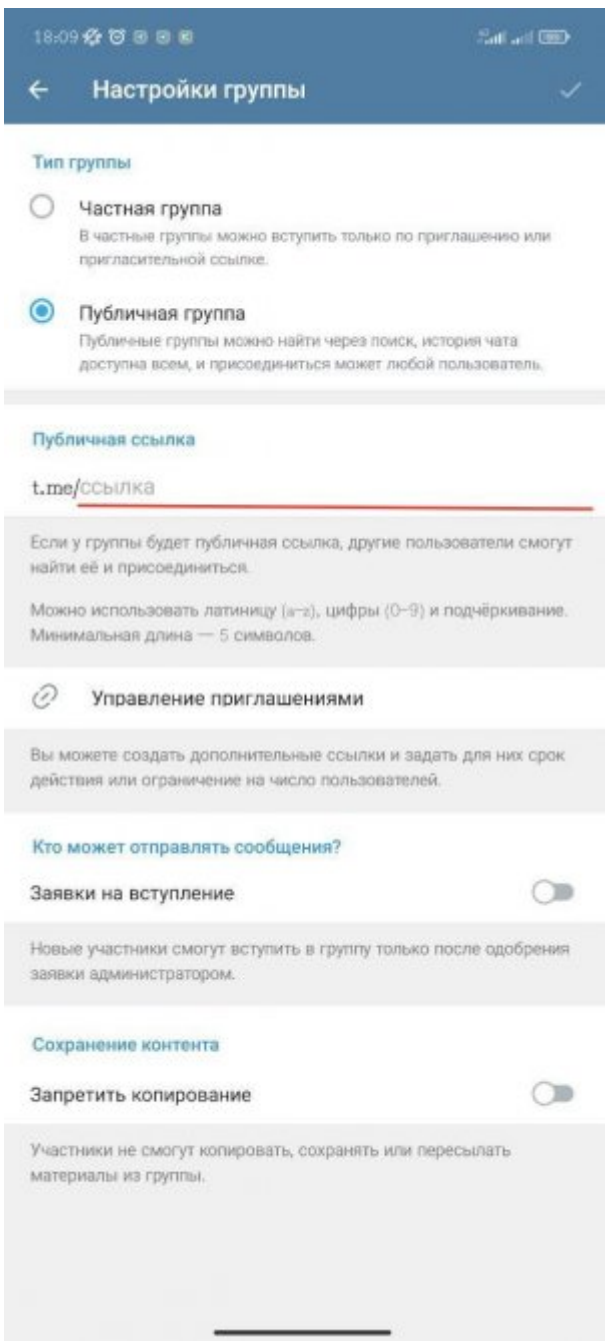 18:09
Настройки группы
Тип группы
Частная группа
В частные группы можно вступить только по приглашению или
пригласительной ссылке.
Публичная группа
Публичные группы можно найти через поиск, история чата
доступна всем, и присоединиться может любой пользователь.
Публичная ссылка
t.me/ссылка
Если у группы будет публичная ссылка, другие пользователи смогут
найти её и присоединиться.
Можно использовать латиницу (a–z), цифры (0–9) и подчёркивание.
Минимальная длина — 5 символов.
Управление приглашениями
Вы можете создать дополнительные ссылки и задать для них срок
действия или ограничение на число пользователей.
Кто может отправлять сообщения?
Заявки на вступление
Новые участники смогут вступить в группу только после одобрения
заявки администратором.
Сохранение контента
Запретить копирование
Участники не смогут копировать, сохранять или пересылать
материалы из группы.